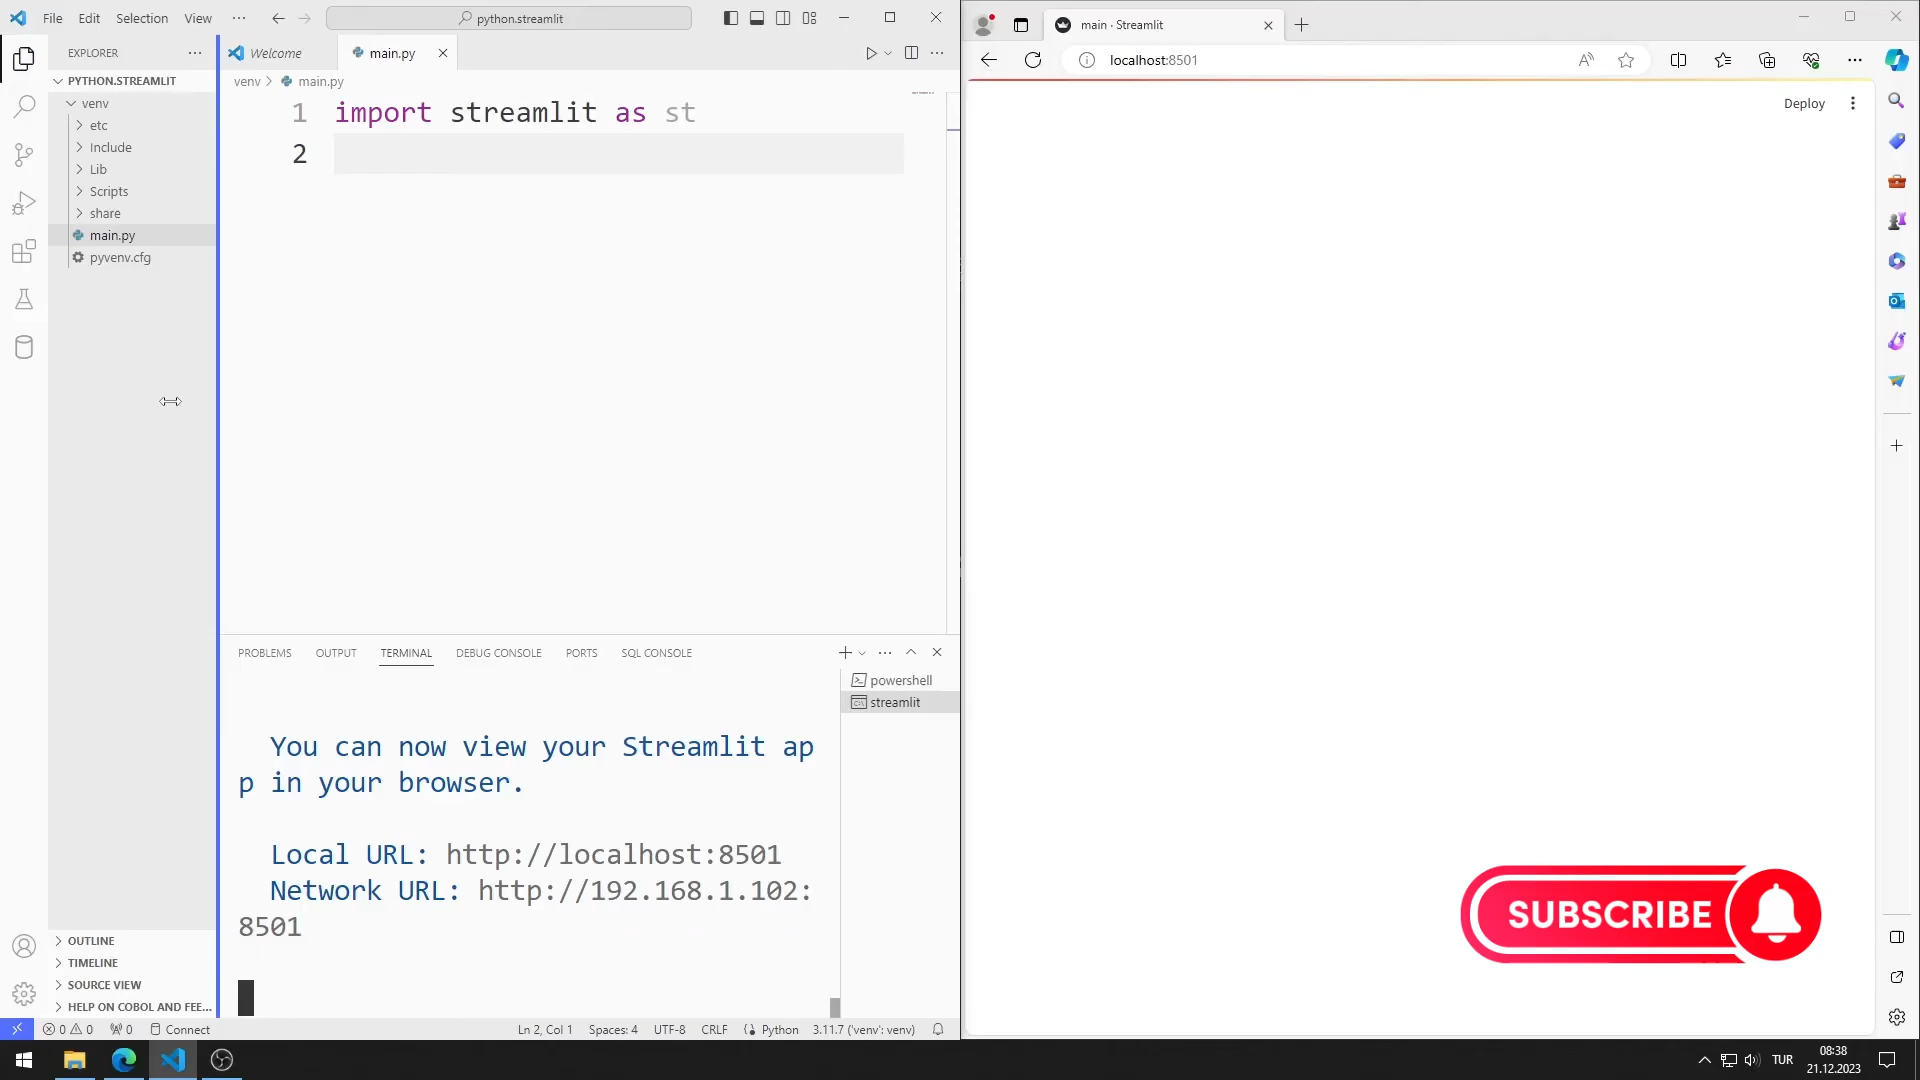 File Edit Selection View
python.streamlit
EXPLORER
PYTHON.STREAMLIT
venv
etc
Include
Lib
Scripts
share
main.py
pyvenv.cfg
OUTLINE
TIMELINE
SOURCE VIEW
HELP ON COBOL AND FEE...
Welcome
main.py
venv > main.py
1 import streamlit as st
2
PROBLEMS OUTPUT TERMINAL DEBUG CONSOLE PORTS SQL CONSOLE
powershell
streamlit
You can now view your Streamlit ap
p in your browser.
Local URL: http://localhost:8501
Network URL: http://192.168.1.102:
8501
0 0 0 Connect
Ln 2, Col 1 Spaces: 4 UTF-8 CRLF Python 3.11.7 ('venv': venv)
main · Streamlit
localhost:8501
Deploy
SUBSCRIBE
TUR
08:38
21.12.2023